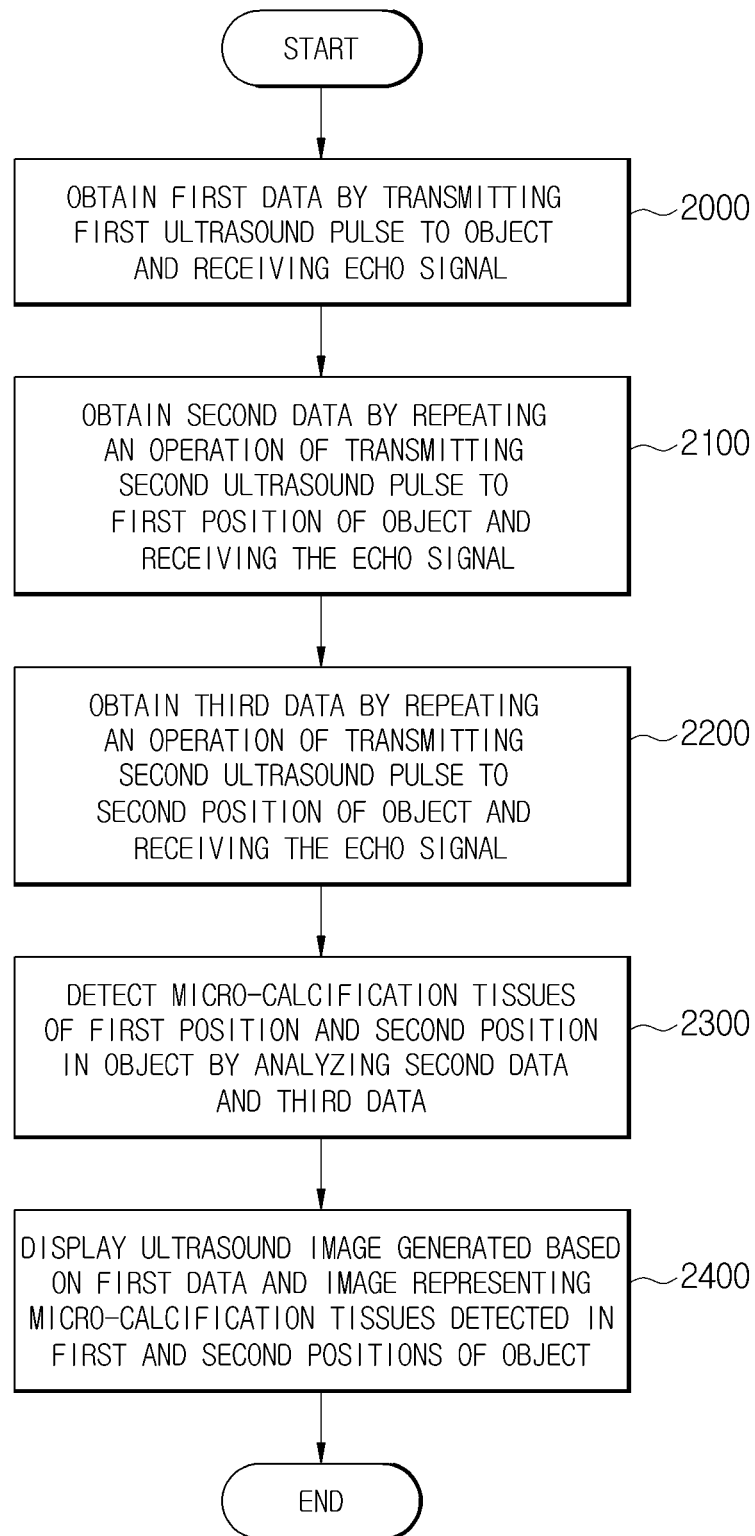 START
OBTAIN FIRST DATA BY TRANSMITTING
FIRST ULTRASOUND PULSE TO OBJECT
AND RECEIVING ECHO SIGNAL
2000
OBTAIN SECOND DATA BY REPEATING
AN OPERATION OF TRANSMITTING
SECOND ULTRASOUND PULSE TO
FIRST POSITION OF OBJECT AND
RECEIVING THE ECHO SIGNAL
2100
OBTAIN THIRD DATA BY REPEATING
AN OPERATION OF TRANSMITTING
SECOND ULTRASOUND PULSE TO
SECOND POSITION OF OBJECT AND
RECEIVING THE ECHO SIGNAL
2200
DETECT MICRO-CALCIFICATION TISSUES
OF FIRST POSITION AND SECOND POSITION
IN OBJECT BY ANALYZING SECOND DATA
AND THIRD DATA
2300
DISPLAY ULTRASOUND IMAGE GENERATED BASED
ON FIRST DATA AND IMAGE REPRESENTING
MICRO-CALCIFICATION TISSUES DETECTED IN
FIRST AND SECOND POSITIONS OF OBJECT
2400
END